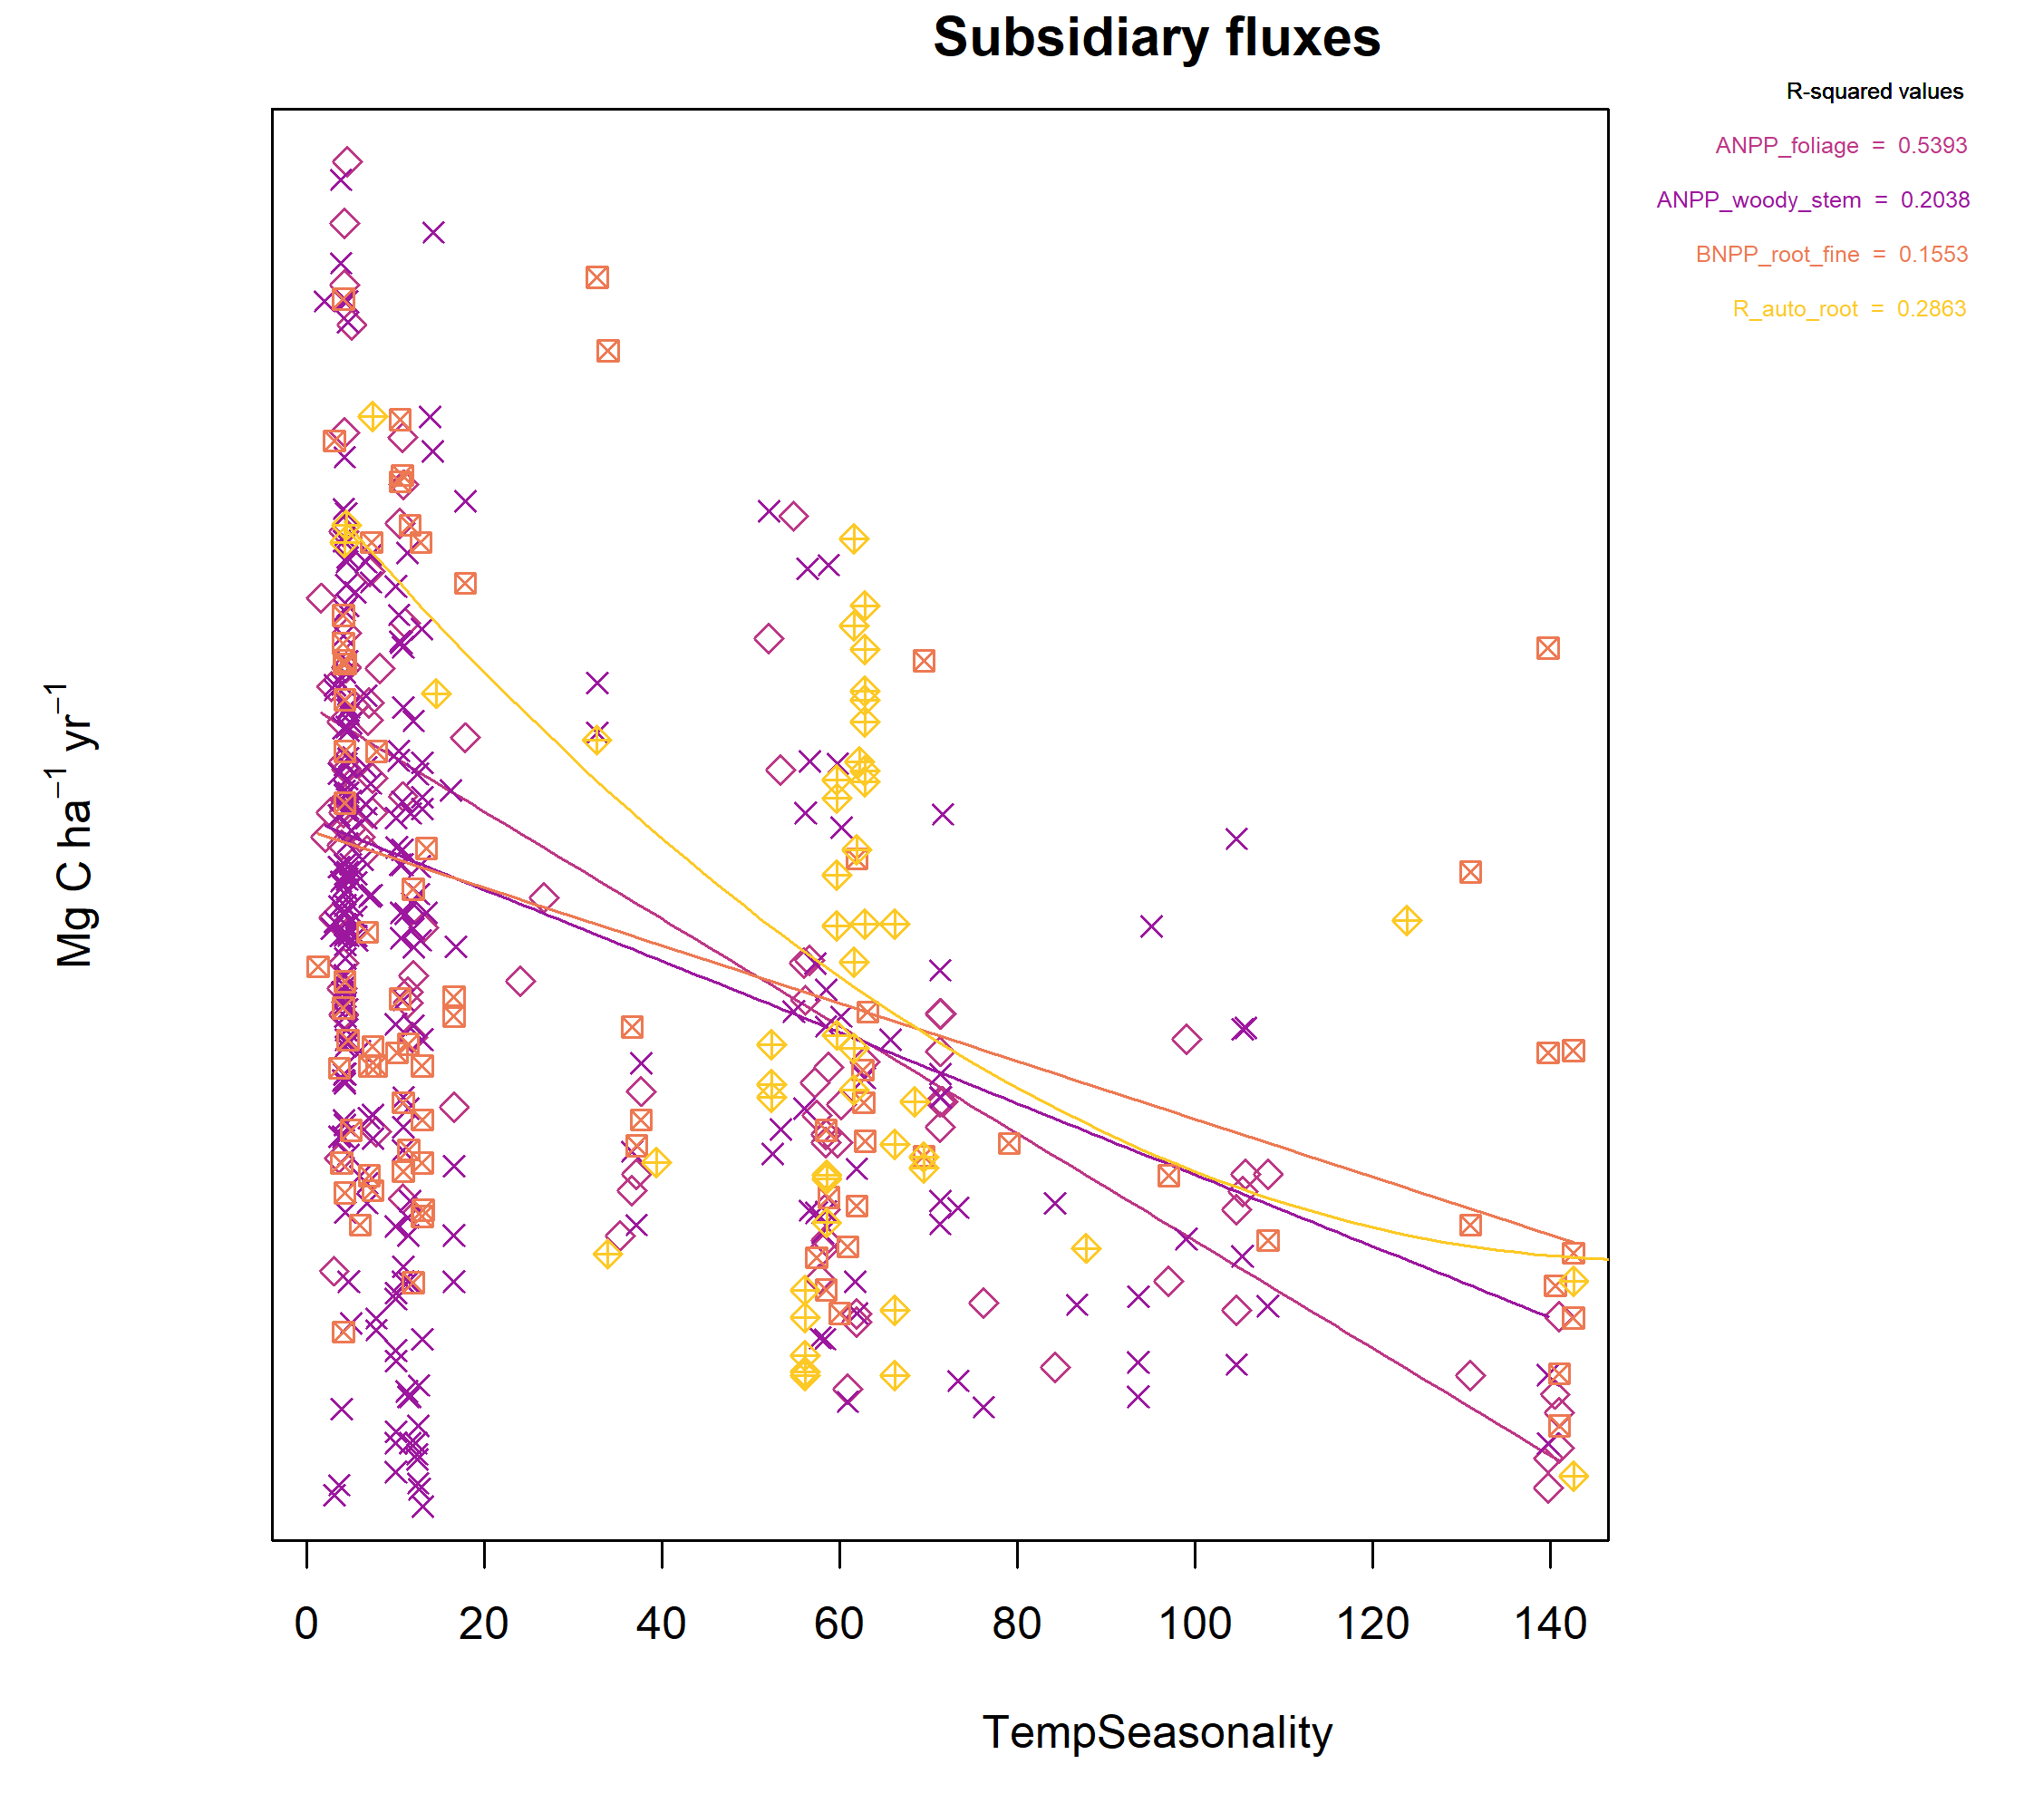 Subsidiary fluxes
R-squared values
ANPP_foliage = 0.5393
ANPP_woody_stem = 0.2038
BNPP_root_fine = 0.1553
R_auto_root = 0.2863
Mg C ha⁻¹ yr⁻¹
0 20 40 60 80 100 120 140
TempSeasonality